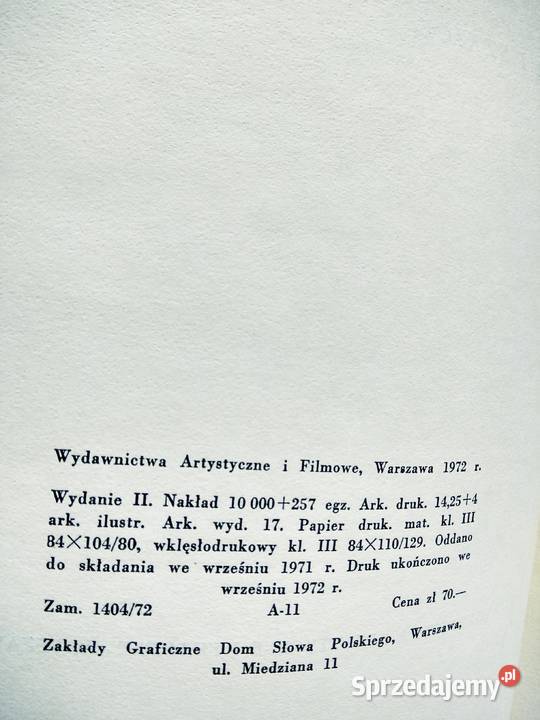 Wydawnictwa Artystyczne i Filmowe, Warszawa 1972 r.
Wydanie II. Nakład 10 000+257 egz. Ark. druk. 14,25+4
ark. ilustr. Ark. wyd. 17. Papier druk. mat. kl. III
84×104/80, wklęsłodrukowy kl. III 84×110/129. Oddano
do składania we wrześniu 1971 r. Druk ukończono we
wrześniu 1972 r.
Zam. 1404/72 A-11 Cena zł 70.—
Zakłady Graficzne Dom Słowa Polskiego, Warszawa,
ul. Miedziana 11
Sprzedajemy.pl